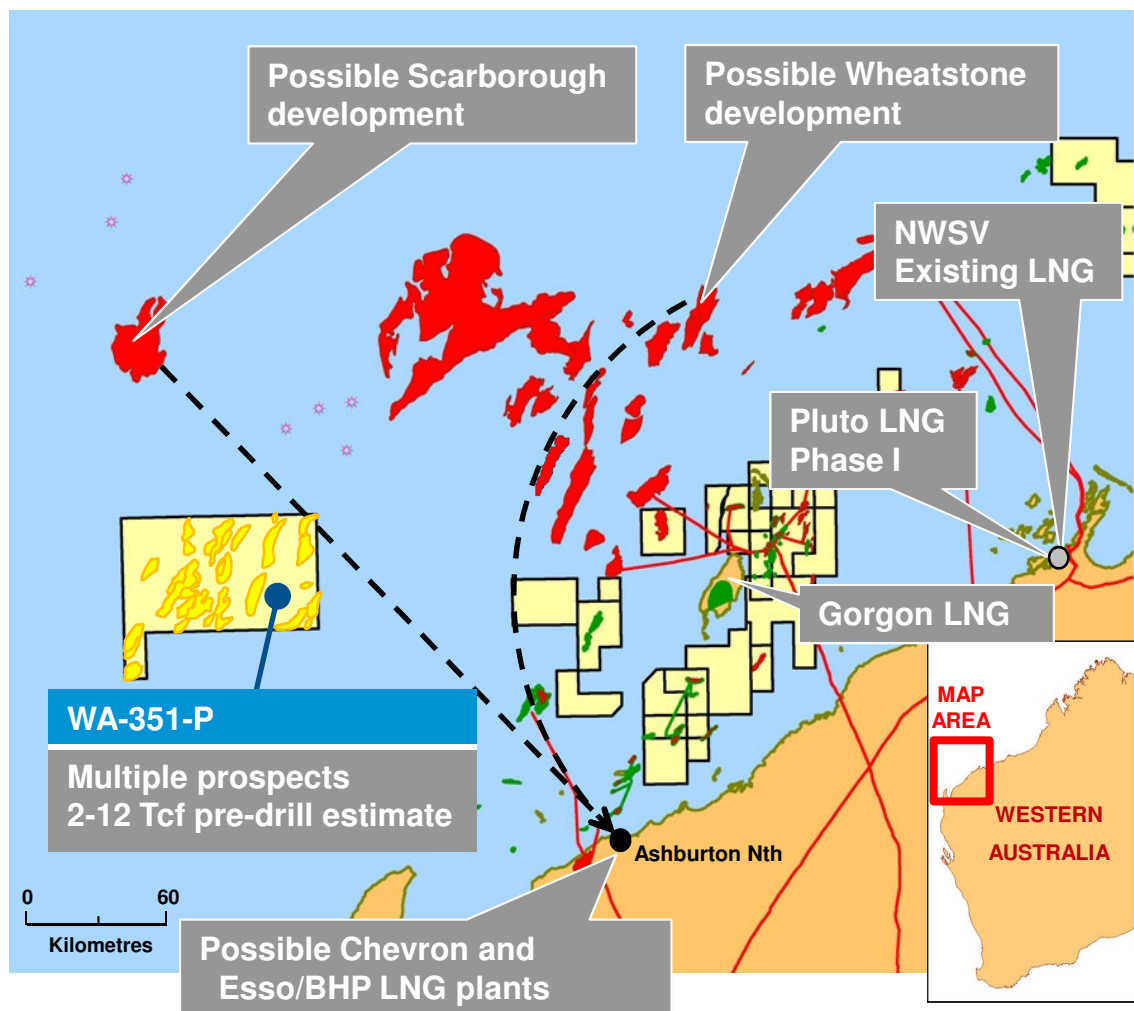 Possible Scarborough
development
Possible Wheatstone
development
NWSV
Existing LNG
Pluto LNG
Phase I
Gorgon LNG
WA-351-P
Multiple prospects
2-12 Tcf pre-drill estimate
MAP
AREA
WESTERN
AUSTRALIA
Ashburton Nth
0 60
Kilometres
Possible Chevron and
Esso/BHP LNG plants